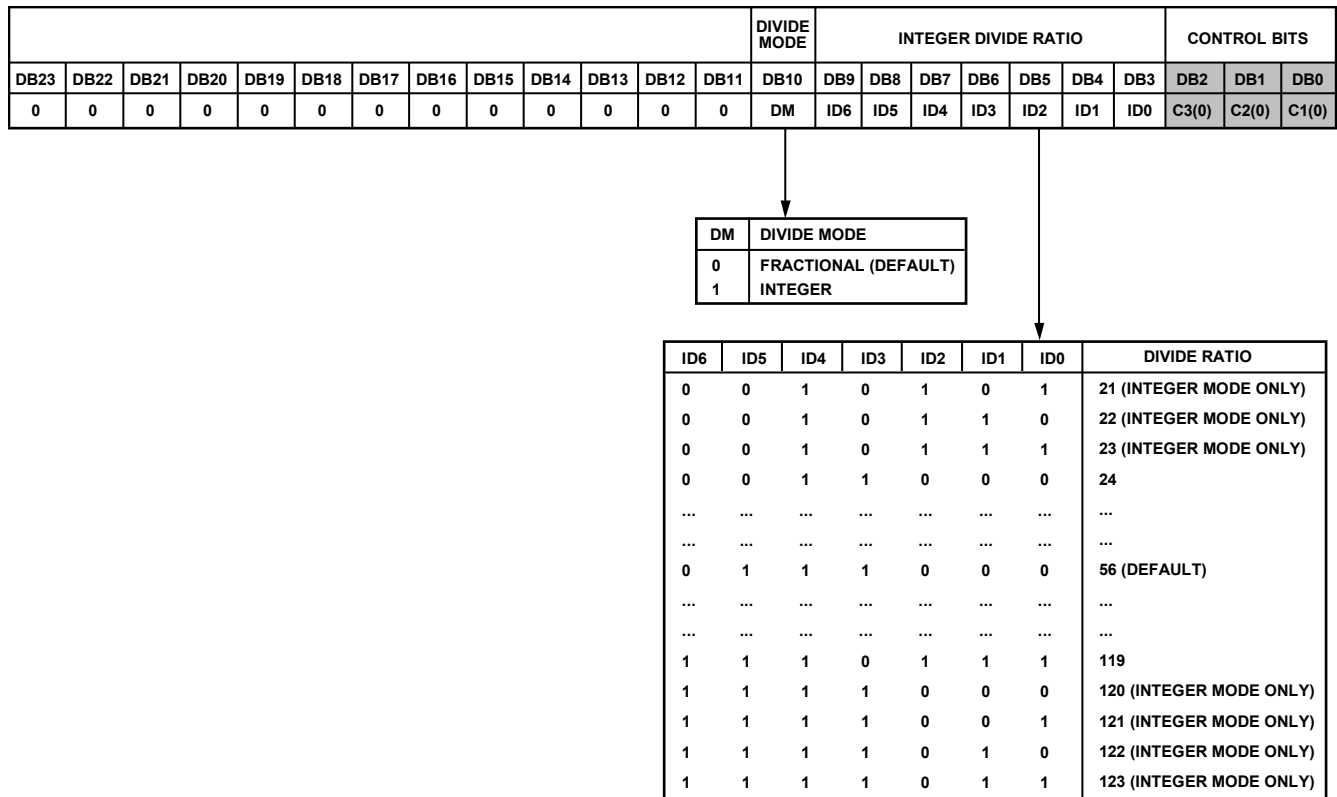 DIVIDE MODE INTEGER DIVIDE RATIO CONTROL BITS
DB23 DB22 DB21 DB20 DB19 DB18 DB17 DB16 DB15 DB14 DB13 DB12 DB11 DB10 DB9 DB8 DB7 DB6 DB5 DB4 DB3 DB2 DB1 DB0
0 0 0 0 0 0 0 0 0 0 0 0 0 DM ID6 ID5 ID4 ID3 ID2 ID1 ID0 C3(0) C2(0) C1(0)
DM DIVIDE MODE
0 FRACTIONAL (DEFAULT)
1 INTEGER
ID6 ID5 ID4 ID3 ID2 ID1 ID0 DIVIDE RATIO
0 0 1 0 1 0 1 21 (INTEGER MODE ONLY)
0 0 1 0 1 1 0 22 (INTEGER MODE ONLY)
0 0 1 0 1 1 1 23 (INTEGER MODE ONLY)
0 0 1 1 0 0 0 24
... ... ... ... ... ... ... ...
... ... ... ... ... ... ... ...
0 1 1 1 0 0 0 56 (DEFAULT)
... ... ... ... ... ... ... ...
... ... ... ... ... ... ... ...
1 1 1 0 1 1 1 119
1 1 1 1 0 0 0 120 (INTEGER MODE ONLY)
1 1 1 1 0 0 1 121 (INTEGER MODE ONLY)
1 1 1 1 0 1 0 122 (INTEGER MODE ONLY)
1 1 1 1 0 1 1 123 (INTEGER MODE ONLY)